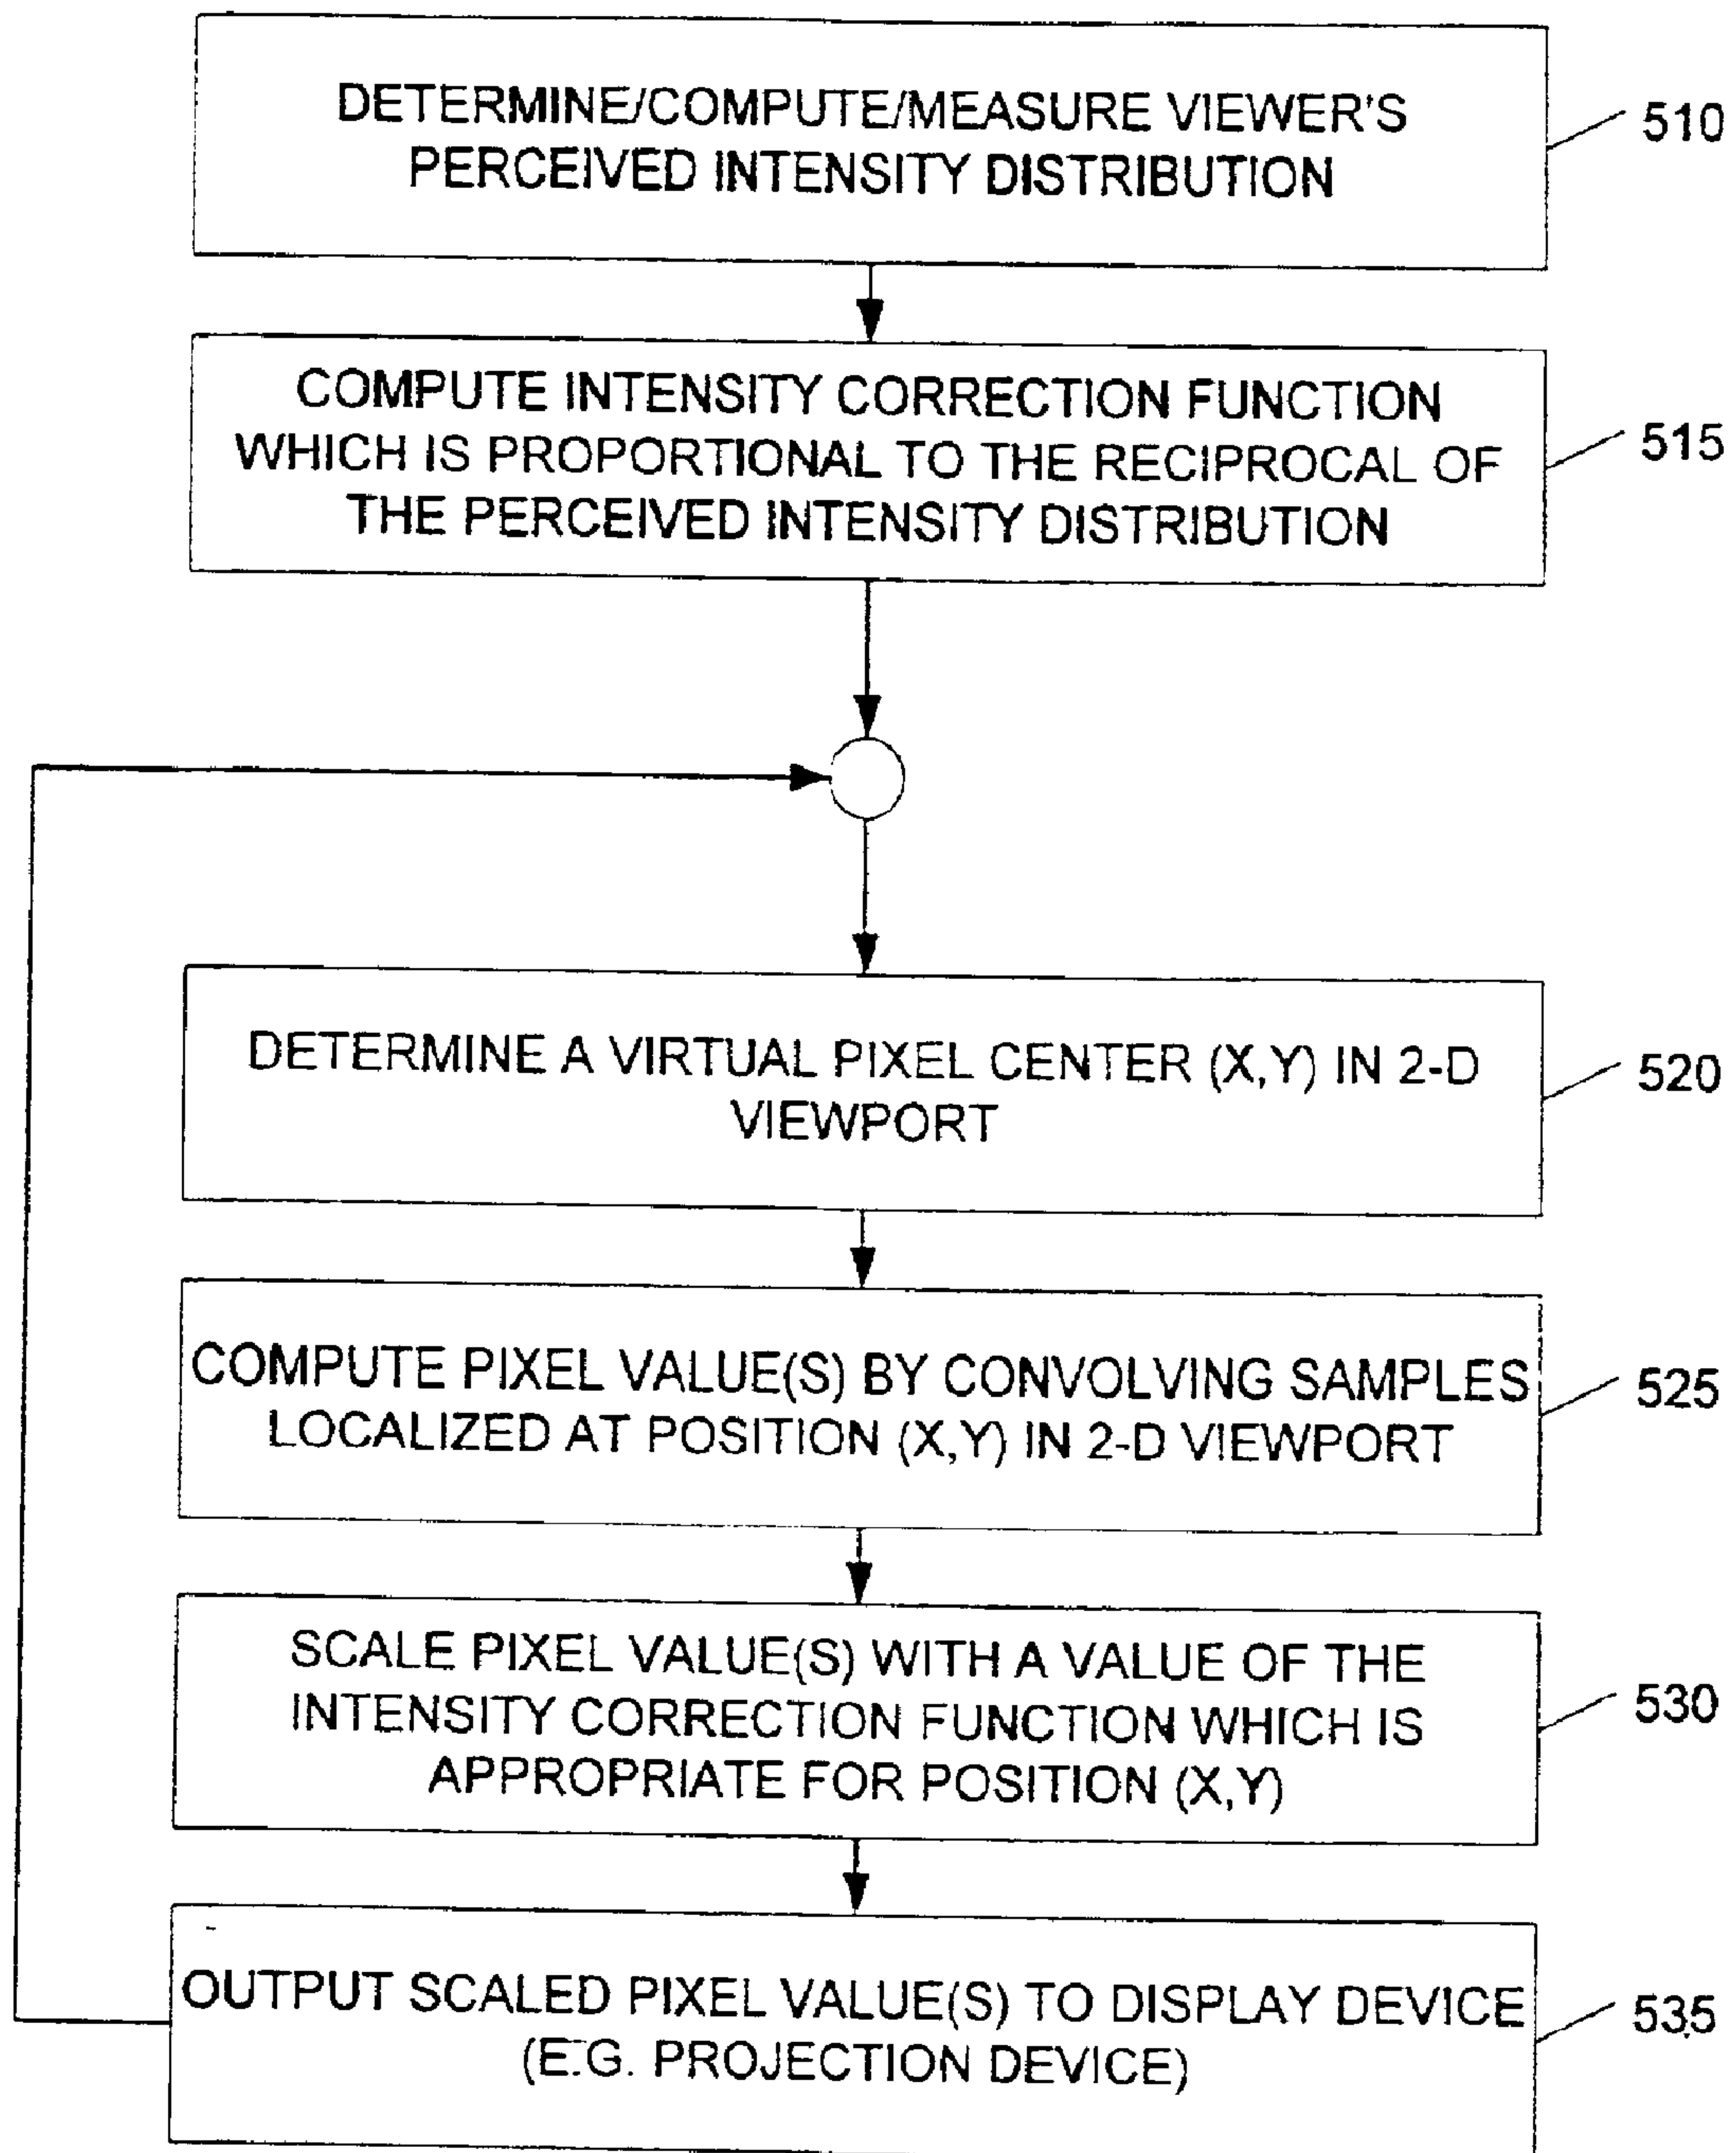 DETERMINE/COMPUTE/MEASURE VIEWER'S
PERCEIVED INTENSITY DISTRIBUTION
510
COMPUTE INTENSITY CORRECTION FUNCTION
WHICH IS PROPORTIONAL TO THE RECIPROCAL OF
THE PERCEIVED INTENSITY DISTRIBUTION
515
DETERMINE A VIRTUAL PIXEL CENTER (X,Y) IN 2-D
VIEWPORT
520
COMPUTE PIXEL VALUE(S) BY CONVOLVING SAMPLES
LOCALIZED AT POSITION (X,Y) IN 2-D VIEWPORT
525
SCALE PIXEL VALUE(S) WITH A VALUE OF THE
INTENSITY CORRECTION FUNCTION WHICH IS
APPROPRIATE FOR POSITION (X,Y)
530
OUTPUT SCALED PIXEL VALUE(S) TO DISPLAY DEVICE
(E.G. PROJECTION DEVICE)
535